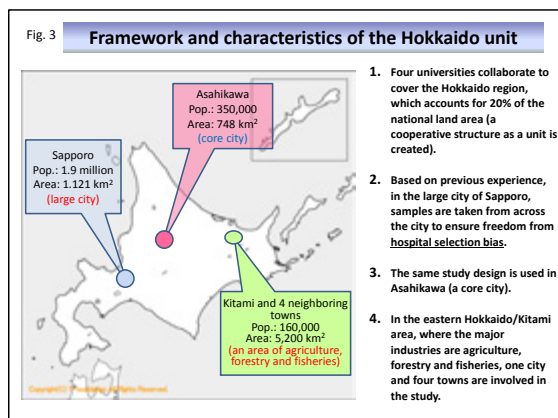 Fig. 3
Framework and characteristics of the Hokkaido unit
Asahikawa
Pop.: 350,000
Area: 748 km²
(core city)
Sapporo
Pop.: 1.9 million
Area: 1.121 km²
(large city)
Kitami and 4 neighboring
towns
Pop.: 160,000
Area: 5,200 km²
(an area of agriculture,
forestry and fisheries)
1. Four universities collaborate to
cover the Hokkaido region,
which accounts for 20% of the
national land area (a
cooperative structure as a unit is
created).
2. Based on previous experience,
in the large city of Sapporo,
samples are taken from across
the city to ensure freedom from
hospital selection bias.
3. The same study design is used in
Asahikawa (a core city).
4. In the eastern Hokkaido/Kitami
area, where the major
industries are agriculture,
forestry and fisheries, one city
and four towns are involved in
the study.